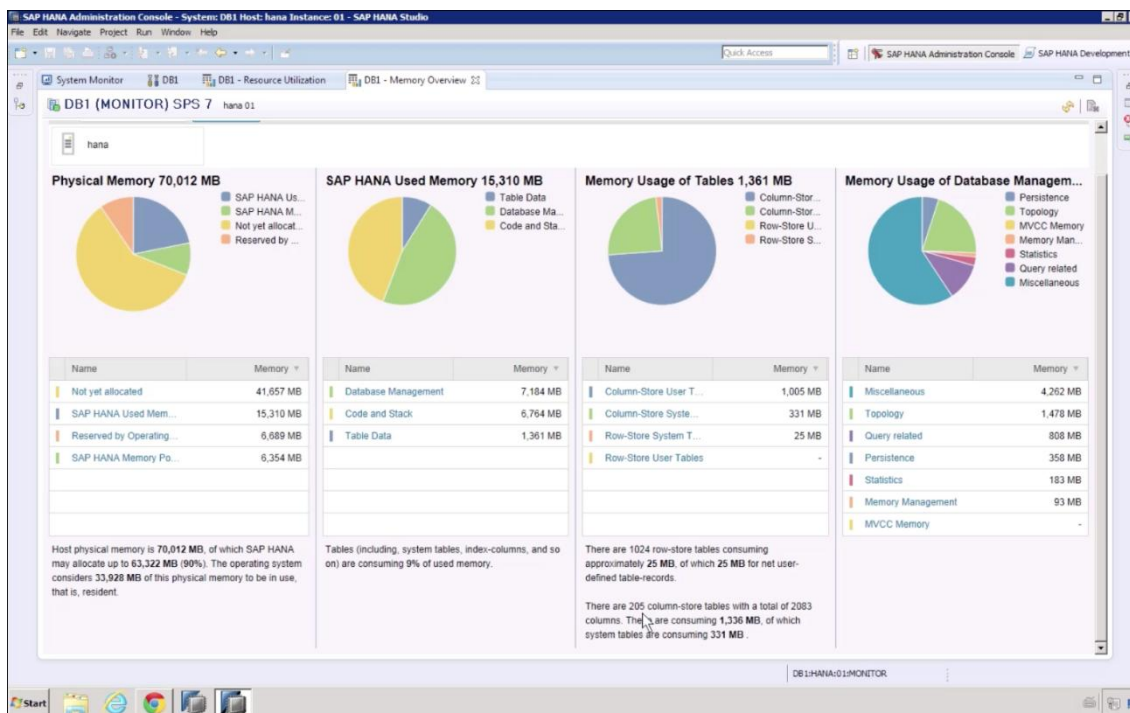 SAP HANA Administration Console - System: DB1 Host: hana Instance: 01 - SAP HANA Studio
File Edit Navigate Project Run Window Help
Quick Access
SAP HANA Administration Console
SAP HANA Development
System Monitor
DB1
DB1 - Resource Utilization
DB1 - Memory Overview
DB1 (MONITOR) SPS 7 hana 01
hana
Physical Memory 70,012 MB
SAP HANA Us...
SAP HANA M...
Not yet allocat...
Reserved by ...
Name Memory
Not yet allocated 41,657 MB
SAP HANA Used Mem... 15,310 MB
Reserved by Operating... 6,689 MB
SAP HANA Memory Po... 6,354 MB
Host physical memory is 70,012 MB, of which SAP HANA
may allocate up to 63,322 MB (90%). The operating system
considers 33,928 MB of this physical memory to be in use,
that is, resident.
SAP HANA Used Memory 15,310 MB
Table Data
Database Ma...
Code and Sta...
Name Memory
Database Management 7,184 MB
Code and Stack 6,764 MB
Table Data 1,361 MB
Tables (including, system tables, index-columns, and so
on) are consuming 9% of used memory.
Memory Usage of Tables 1,361 MB
Column-Stor...
Column-Stor...
Row-Store U...
Row-Store S...
Name Memory
Column-Store User T... 1,005 MB
Column-Store Syste... 331 MB
Row-Store System T... 25 MB
Row-Store User Tables -
There are 1024 row-store tables consuming
approximately 25 MB, of which 25 MB for net user-
defined table-records.
There are 205 column-store tables with a total of 2083
columns. These are consuming 1,336 MB, of which
system tables are consuming 331 MB .
Memory Usage of Database Managem...
Persistence
Topology
MVCC Memory
Memory Man...
Statistics
Query related
Miscellaneous
Name Memory
Miscellaneous 4,262 MB
Topology 1,478 MB
Query related 808 MB
Persistence 358 MB
Statistics 183 MB
Memory Management 93 MB
MVCC Memory -
DB1:HANA:01:MONITOR
Start